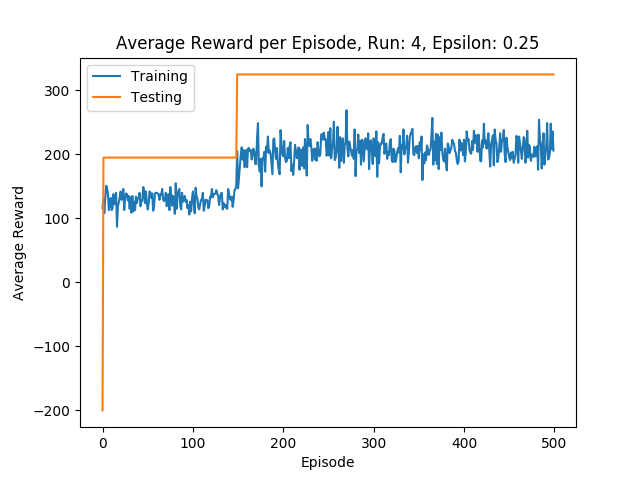 Average Reward per Episode, Run: 4, Epsilon: 0.25
Training
Testing
Average Reward
300
200
100
0
−100
−200
0
100
200
300
400
500
Episode